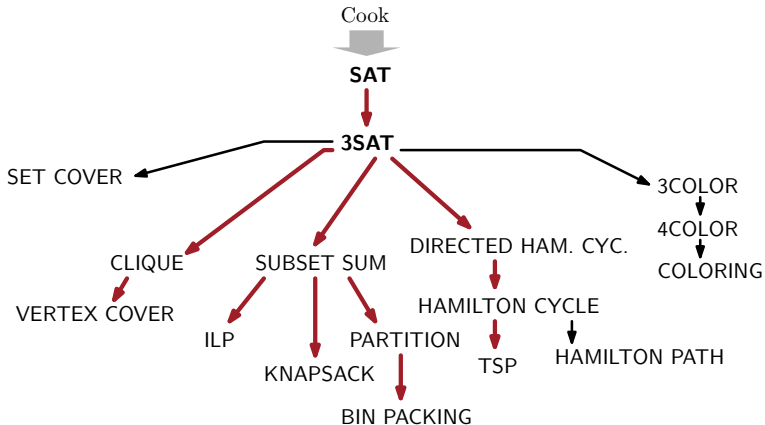 Cook
SAT
3SAT
SET COVER
3COLOR
4COLOR
DIRECTED HAM. CYC.
CLIQUE
SUBSET SUM
COLORING
VERTEX COVER
HAMILTON CYCLE
ILP
PARTITION
HAMILTON PATH
KNAPSACK
TSP
BIN PACKING